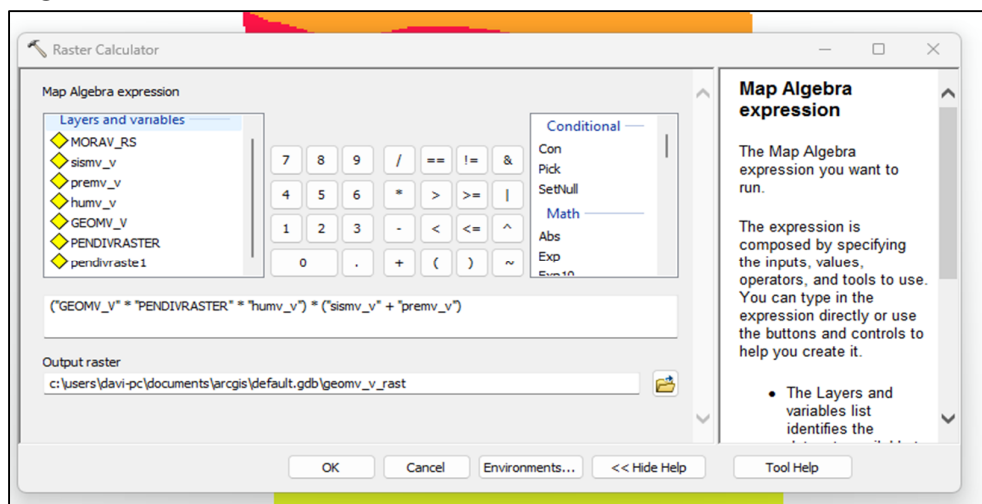 Raster Calculator
Map Algebra expression
Layers and variables
MORAV_RS
sismv_v
premv_v
humv_v
GEOMV_V
PENDIVRASTER
pendivraste1
7 8 9 / == != &
4 5 6 * > >= |
1 2 3 - < <= ^
0 . + ( ) ~
Conditional
Con
Pick
SetNull
Math
Abs
Exp
Exp10
("GEOMV_V" * "PENDIVRASTER" * "humv_v") * ("sismv_v" + "premv_v")
Output raster
c:\users\davi-pc\documents\arcgis\default.gdb\geomv_v_rast
OK Cancel Environments... << Hide Help Tool Help
Map Algebra
expression
The Map Algebra
expression you want to
run.
The expression is
composed by specifying
the inputs, values,
operators, and tools to use.
You can type in the
expression directly or use
the buttons and controls to
help you create it.
• The Layers and
variables list
identifies the